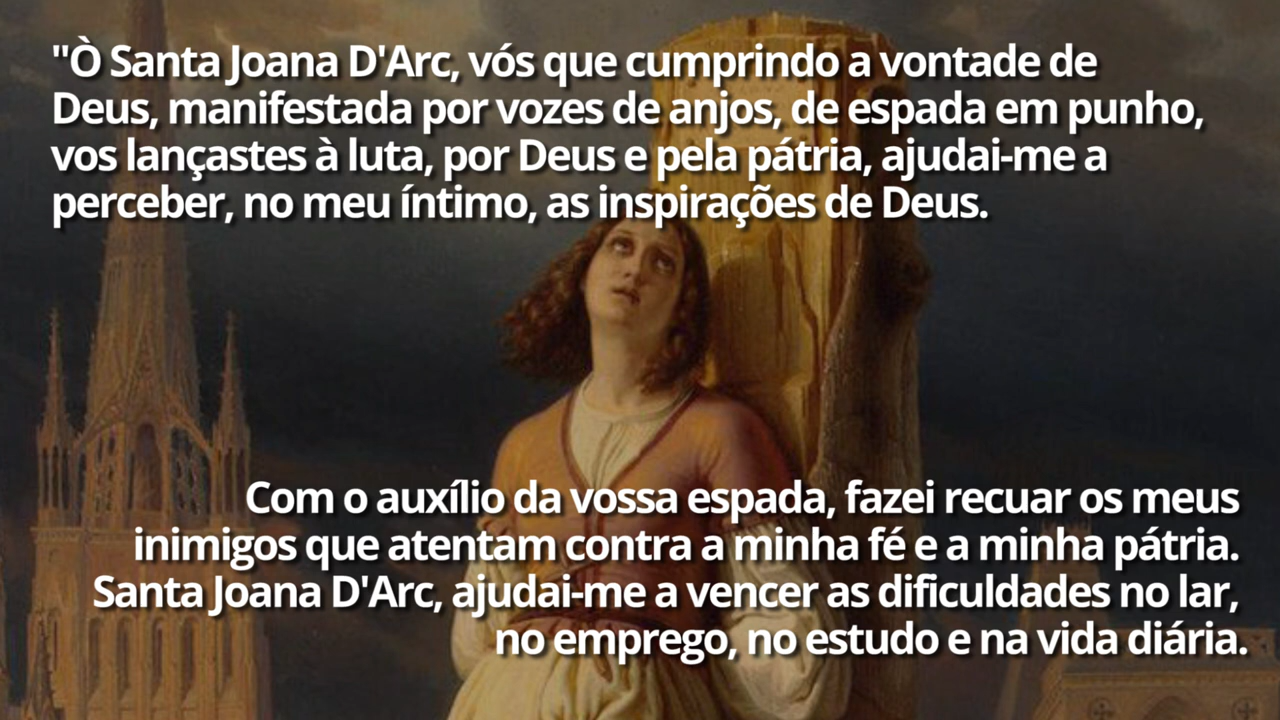 "Ò Santa Joana D'Arc, vós que cumprindo a vontade de
Deus, manifestada por vozes de anjos, de espada em punho,
vos lançastes à luta, por Deus e pela pátria, ajudai-me a
perceber, no meu íntimo, as inspirações de Deus.
Com o auxílio da vossa espada, fazei recuar os meus
inimigos que atentam contra a minha fé e a minha pátria.
Santa Joana D'Arc, ajudai-me a vencer as dificuldades no lar,
no emprego, no estudo e na vida diária.